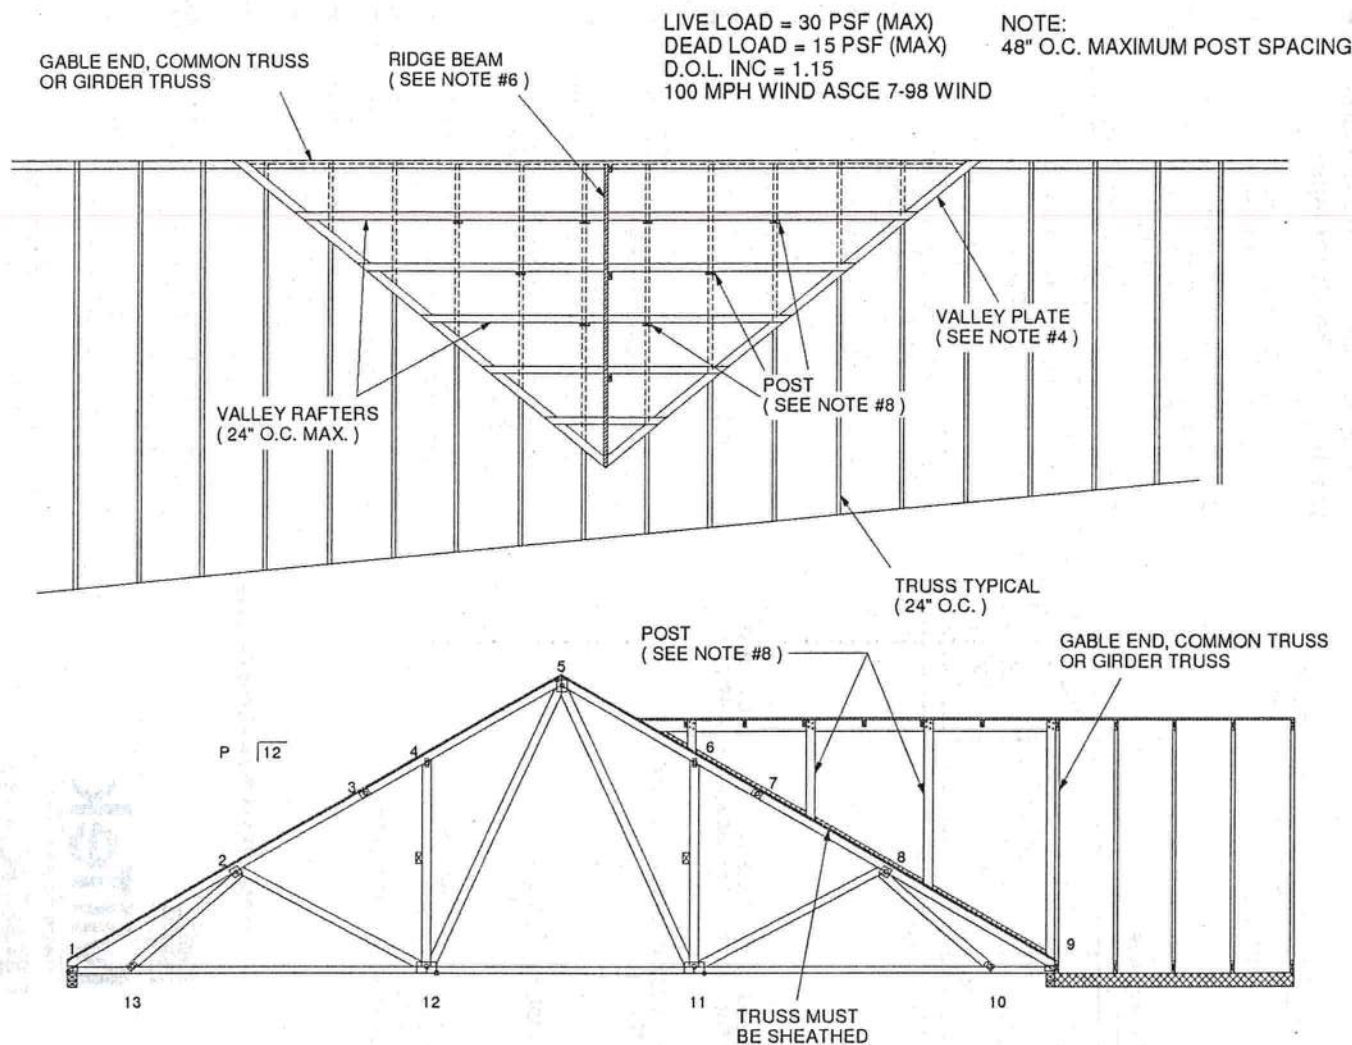 LIVE LOAD = 30 PSF (MAX)
DEAD LOAD = 15 PSF (MAX)
D.O.L. INC = 1.15
100 MPH WIND ASCE 7-98 WIND
NOTE:
48" O.C. MAXIMUM POST SPACING
GABLE END, COMMON TRUSS
OR GIRDER TRUSS
RIDGE BEAM
( SEE NOTE #6 )
VALLEY PLATE
( SEE NOTE #4 )
POST
( SEE NOTE #8 )
VALLEY RAFTERS
( 24" O.C. MAX. )
TRUSS TYPICAL
( 24" O.C. )
POST
( SEE NOTE #8 )
GABLE END, COMMON TRUSS
OR GIRDER TRUSS
P 12
5
4
6
3
7
2
8
1
9
13
12
11
10
TRUSS MUST
BE SHEATHED